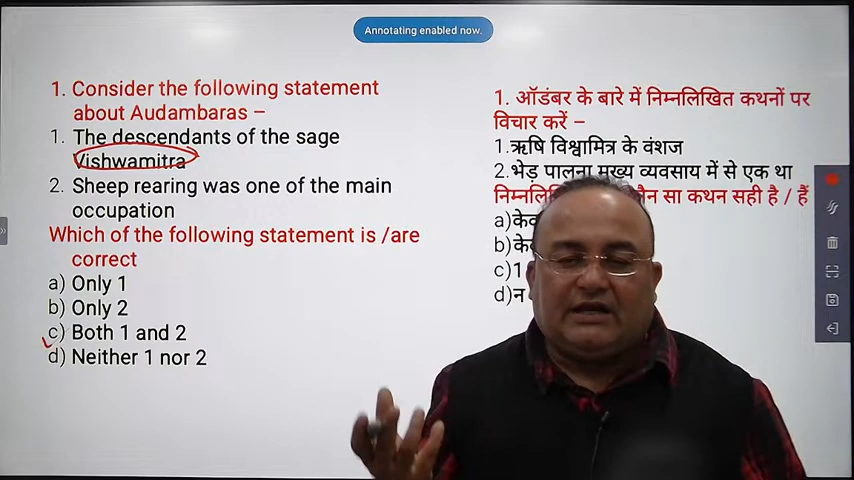 Annotating enabled now.
1. Consider the following statement
about Audambaras –
1. The descendants of the sage
Vishwamitra
2. Sheep rearing was one of the main
occupation
Which of the following statement is /are
correct
a) Only 1
b) Only 2
c) Both 1 and 2
d) Neither 1 nor 2
1. ऑडंबर के बारे में निम्नलिखित कथनों पर
विचार करें –
1.ऋषि विश्वामित्र के वंशज
2.भेड़ पालना मुख्य व्यवसाय में से एक था
कथन सही है / हैं
a)
b)
c)1
d)न